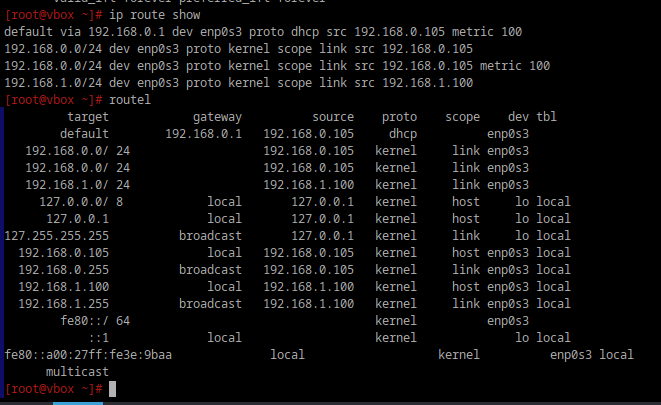 [root@vbox ~]# ip route show
default via 192.168.0.1 dev enp0s3 proto dhcp src 192.168.0.105 metric 100
192.168.0.0/24 dev enp0s3 proto kernel scope link src 192.168.0.105
192.168.0.0/24 dev enp0s3 proto kernel scope link src 192.168.0.105 metric 100
192.168.1.0/24 dev enp0s3 proto kernel scope link src 192.168.1.100
[root@vbox ~]# routel
target gateway source proto scope dev tbl
default 192.168.0.1 192.168.0.105 dhcp enp0s3
192.168.0.0/ 24 192.168.0.105 kernel link enp0s3
192.168.0.0/ 24 192.168.0.105 kernel link enp0s3
192.168.1.0/ 24 192.168.1.100 kernel link enp0s3
127.0.0.0/ 8 local 127.0.0.1 kernel host lo local
127.0.0.1 local 127.0.0.1 kernel host lo local
127.255.255.255 broadcast 127.0.0.1 kernel link lo local
192.168.0.105 local 192.168.0.105 kernel host enp0s3 local
192.168.0.255 broadcast 192.168.0.105 kernel link enp0s3 local
192.168.1.100 local 192.168.1.100 kernel host enp0s3 local
192.168.1.255 broadcast 192.168.1.100 kernel link enp0s3 local
fe80::/ 64 kernel enp0s3
::1 local kernel lo local
fe80::a00:27ff:fe3e:9baa local kernel enp0s3 local
multicast
[root@vbox ~]#